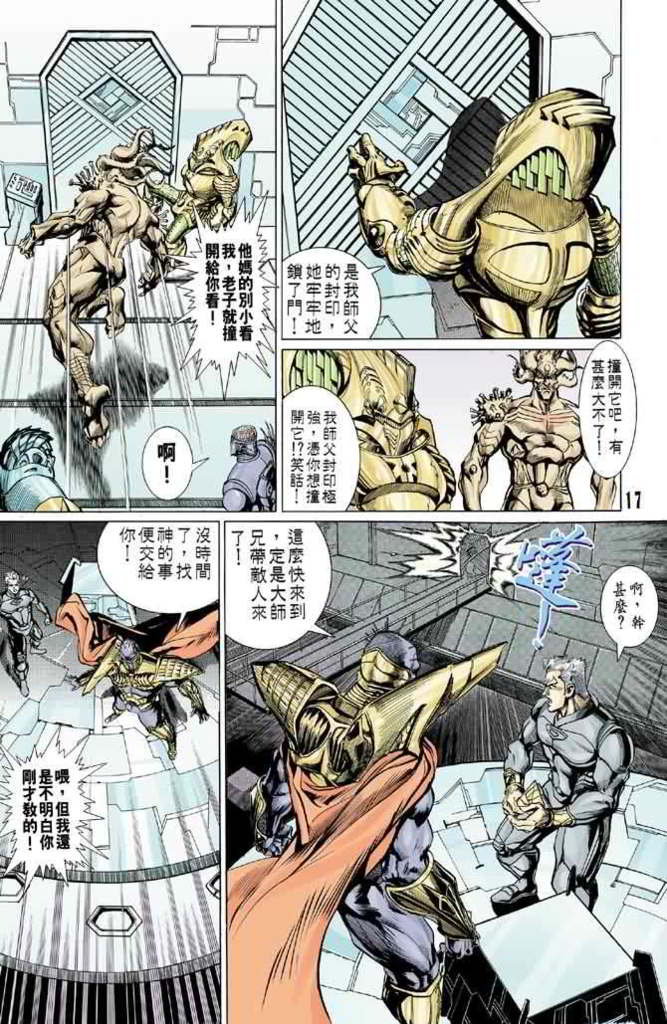 是我師父
的封印，
她牢牢地
鎖了門！
他媽的別小看
我，老子就撞
開給你看！
撞開它吧，有
甚麼大不了！
我師父封印極
強，憑你想撞
開它！？笑話！
啊！
17
啊，幹
甚麼？
噠！
這麼快來到
，定是大師
兄帶敵人來
了！
沒時間
了，找
神的事
便交給
你！
喂，但我還
是不明白你
剛才教的！